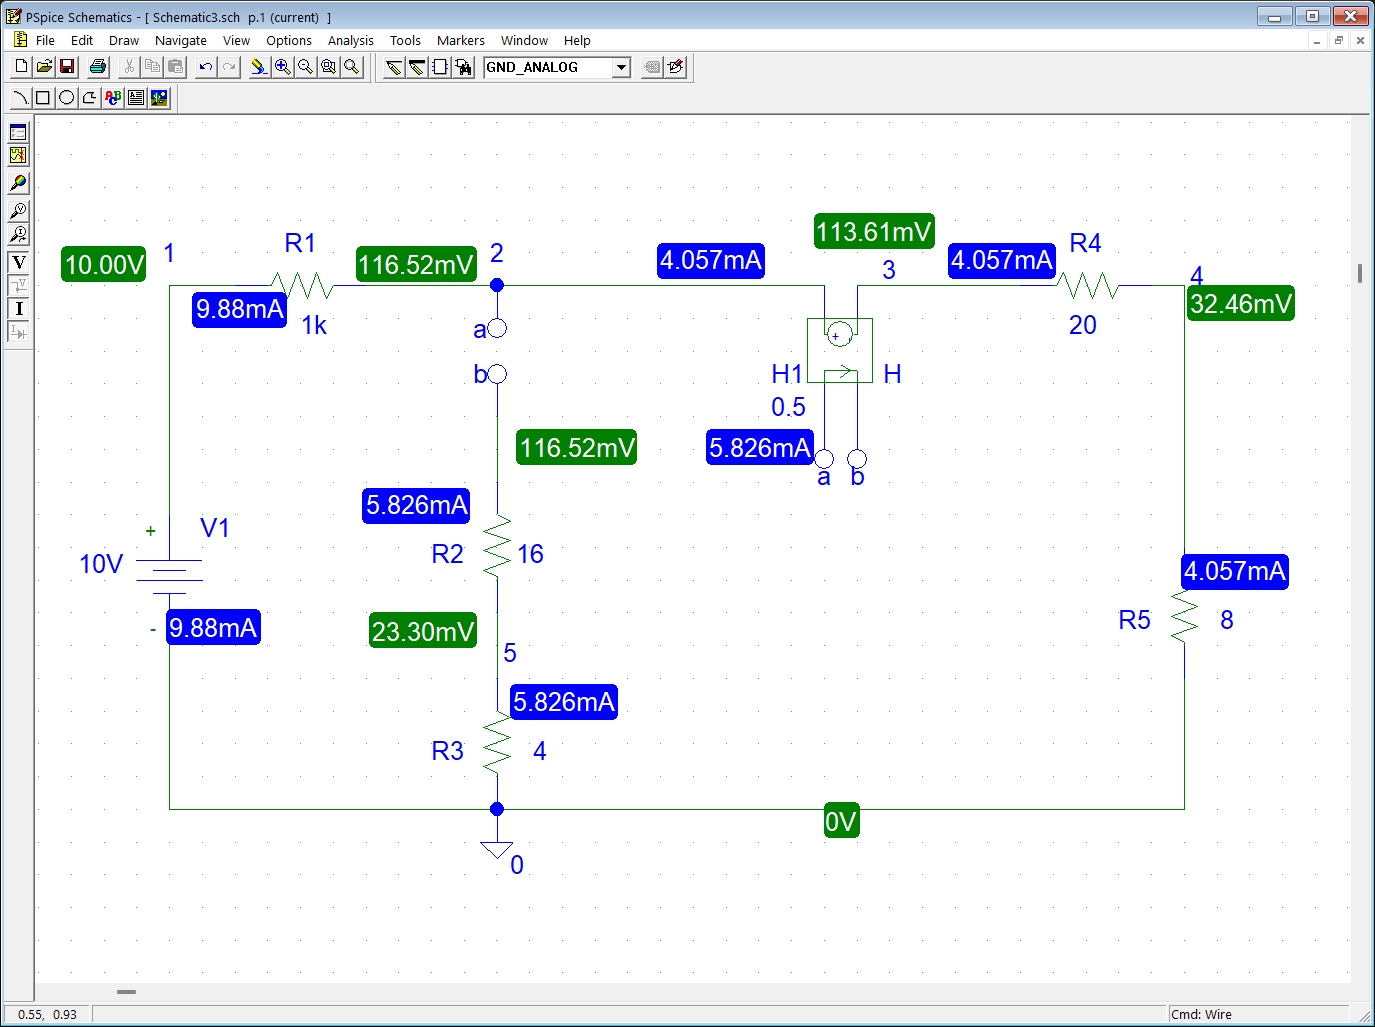 PSpice Schematics - [ Schematic3.sch p.1 (current) ]
File Edit Draw Navigate View Options Analysis Tools Markers Window Help
GND_ANALOG
ABC
V
I
10.00V
1
R1
9.88mA
1k
116.52mV
2
a
b
4.057mA
113.61mV
3
4.057mA
R4
20
4
32.46mV
+
H1
H
0.5
5.826mA
a
b
116.52mV
5.826mA
R2
16
+
V1
10V
-
9.88mA
23.30mV
5
5.826mA
R3
4
4.057mA
R5
8
0V
0
0.55, 0.93
Cmd: Wire